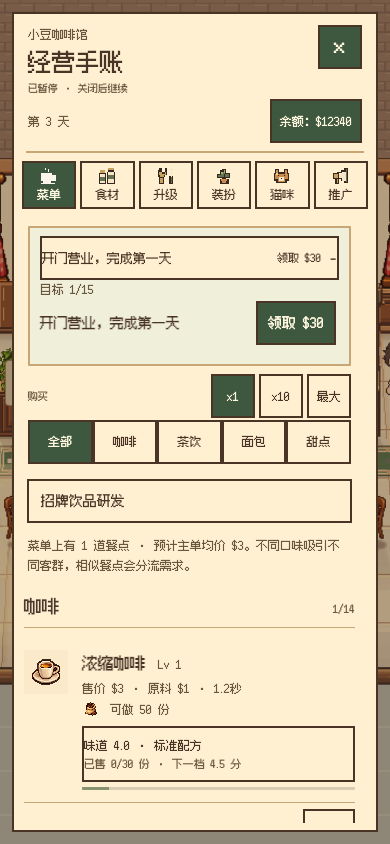 小豆咖啡馆
经营手账
已暂停 · 关闭后继续
×
第 3 天
余额: $12340
菜单
食材
升级
装扮
猫咪
推广
开门营业，完成第一天
领取 $30 −
目标 1/15
开门营业，完成第一天
领取 $30
购买
x1
x10
最大
全部
咖啡
茶饮
面包
甜点
招牌饮品研发
菜单上有 1 道餐点 · 预计主单均价 $3。不同口味吸引不
同客群，相似餐点会分流需求。
咖啡
1/14
浓缩咖啡 Lv 1
售价 $3 · 原料 $1 · 1.2秒
可做 50 份
味道 4.0 · 标准配方
已售 0/30 份 · 下一档 4.5 分